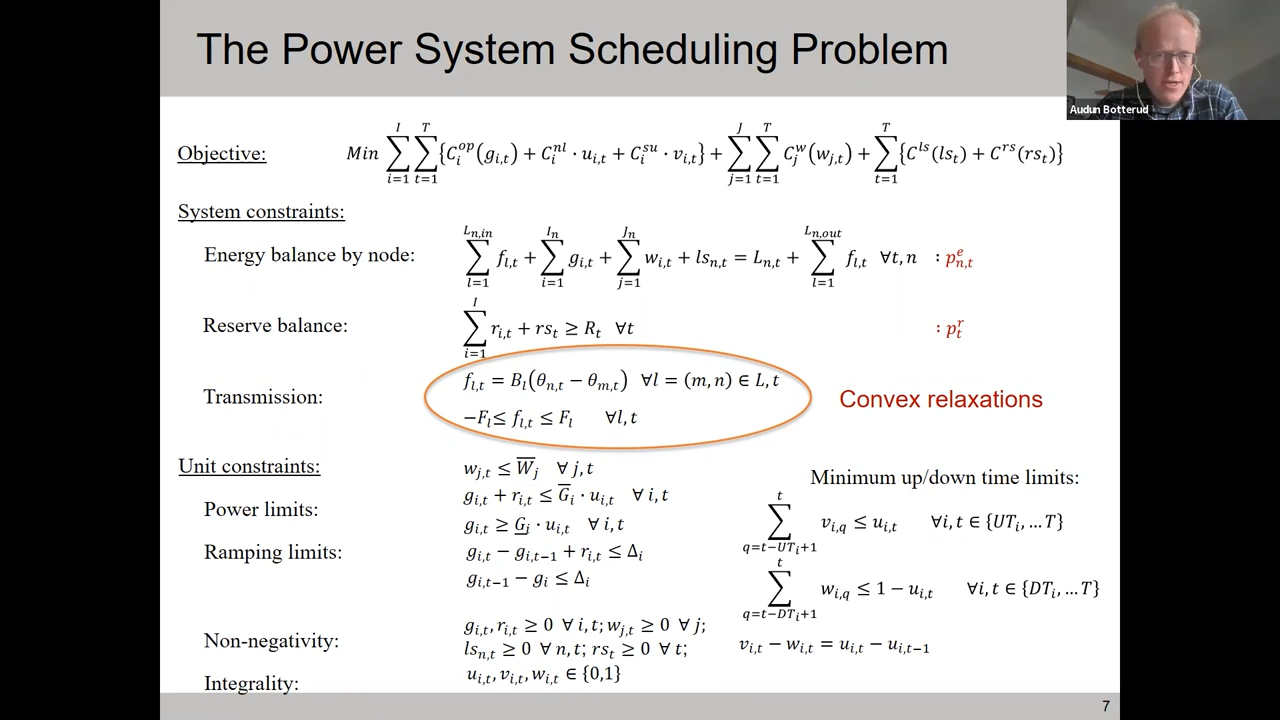 The Power System Scheduling Problem
Audun Botterud
Objective: Min ∑_{i=1}^{I} ∑_{t=1}^{T} {C_i^{op}(g_{i,t}) + C_i^{nl} · u_{i,t} + C_i^{su} · v_{i,t}} + ∑_{j=1}^{J} ∑_{t=1}^{T} C_j^w(w_{j,t}) + ∑_{t=1}^{T} {C^{ls}(ls_t) + C^{rs}(rs_t)}
System constraints:
Energy balance by node: ∑_{l=1}^{L_{n,in}} f_{l,t} + ∑_{i=1}^{I_n} g_{i,t} + ∑_{j=1}^{J_n} w_{i,t} + ls_{n,t} = L_{n,t} + ∑_{l=1}^{L_{n,out}} f_{l,t} ∀t, n : p_{n,t}^e
Reserve balance: ∑_{i=1}^{I} r_{i,t} + rs_t ≥ R_t ∀t : p_t^r
Transmission: f_{l,t} = B_l(θ_{n,t} − θ_{m,t}) ∀l = (m, n) ∈ L, t
−F_l ≤ f_{l,t} ≤ F_l ∀l, t
Convex relaxations
Unit constraints: w_{j,t} ≤ \overline{W}_j ∀ j, t
Power limits: g_{i,t} + r_{i,t} ≤ \overline{G}_i · u_{i,t} ∀ i, t
g_{i,t} ≥ \underline{G}_i · u_{i,t} ∀ i, t
Ramping limits: g_{i,t} − g_{i,t−1} + r_{i,t} ≤ Δ_i
g_{i,t−1} − g_i ≤ Δ_i
Minimum up/down time limits:
∑_{q=t−UT_i+1}^{t} v_{i,q} ≤ u_{i,t} ∀i, t ∈ {UT_i, … T}
∑_{q=t−DT_i+1}^{t} w_{i,q} ≤ 1 − u_{i,t} ∀i, t ∈ {DT_i, … T}
v_{i,t} − w_{i,t} = u_{i,t} − u_{i,t−1}
Non-negativity: g_{i,t}, r_{i,t} ≥ 0 ∀ i, t; w_{j,t} ≥ 0 ∀ j;
ls_{n,t} ≥ 0 ∀ n, t; rs_t ≥ 0 ∀ t;
Integrality: u_{i,t}, v_{i,t}, w_{i,t} ∈ {0,1}
7